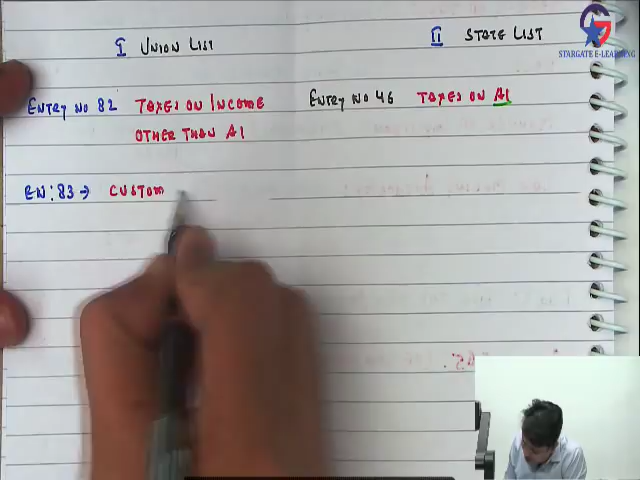 I UNION LIST
II STATE LIST
STARGATE E-LEARNING
ENTRY NO 82 TAXES ON INCOME
OTHER THAN AI
ENTRY NO 46 TAXES ON AI
EN: 83 → CUSTOM